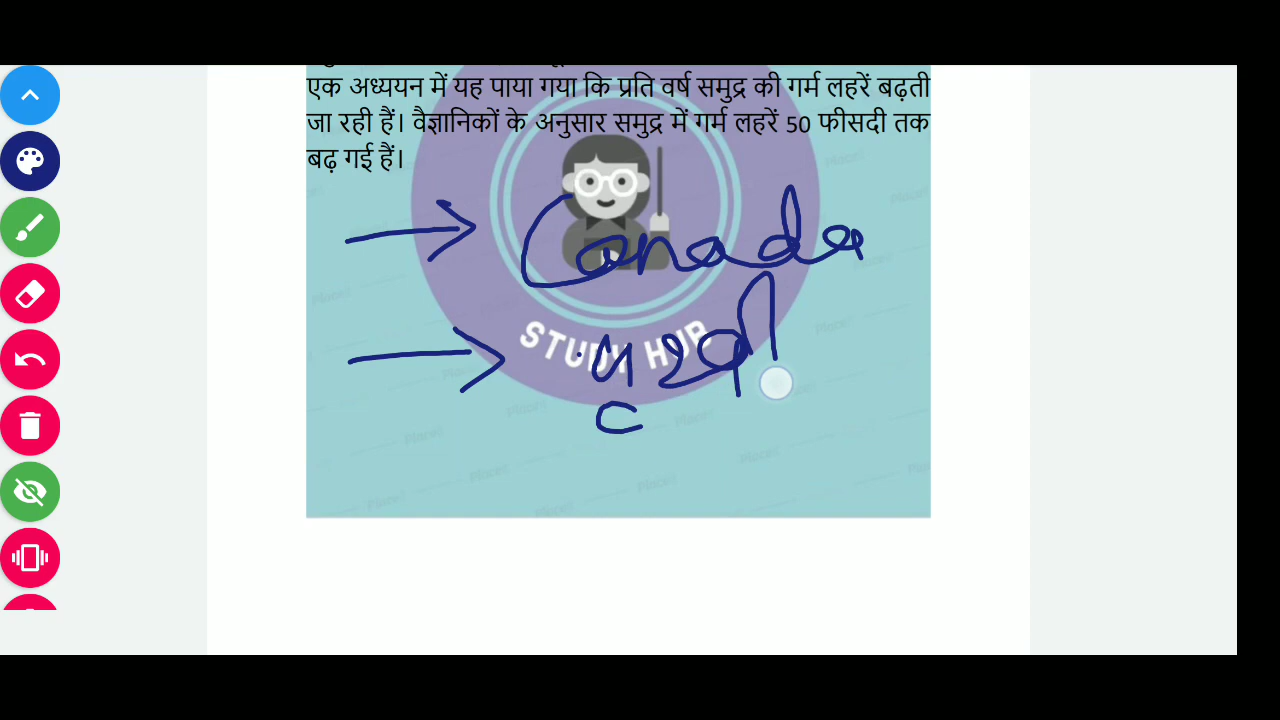 एक अध्ययन में यह पाया गया कि प्रति वर्ष समुद्र की गर्म लहरें बढ़ती
जा रही हैं। वैज्ञानिकों के अनुसार समुद्र में गर्म लहरें 50 फीसदी तक
बढ़ गई हैं।
Canada
STUDY HUB